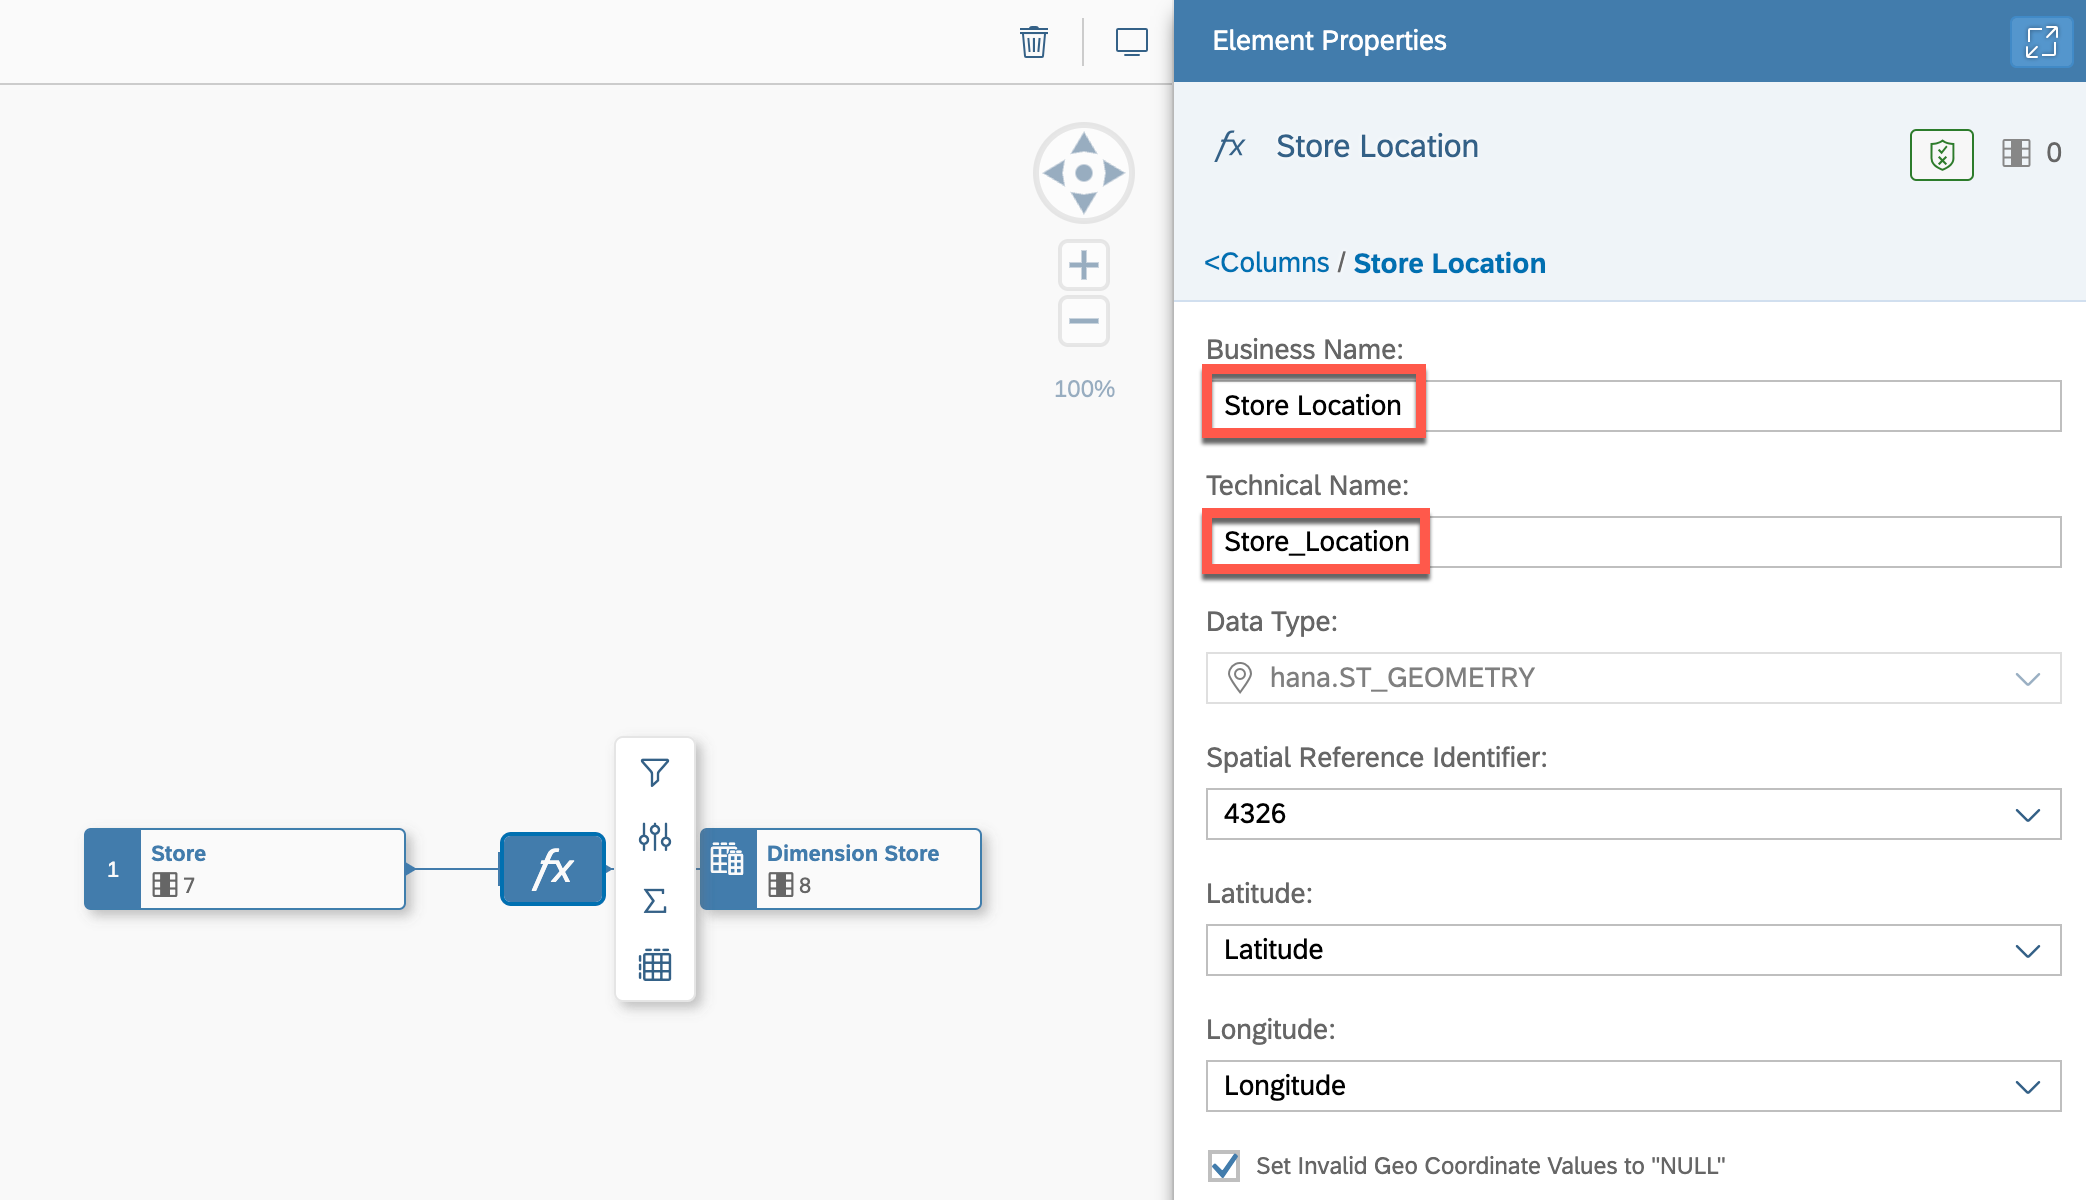 Element Properties
fx Store Location
0
<Columns / Store Location
100%
Business Name:
Store Location
Technical Name:
Store_Location
Data Type:
hana.ST_GEOMETRY
Spatial Reference Identifier:
4326
Latitude:
Latitude
Longitude:
Longitude
Set Invalid Geo Coordinate Values to "NULL"
1
Store
7
fx
Σ
Dimension Store
8